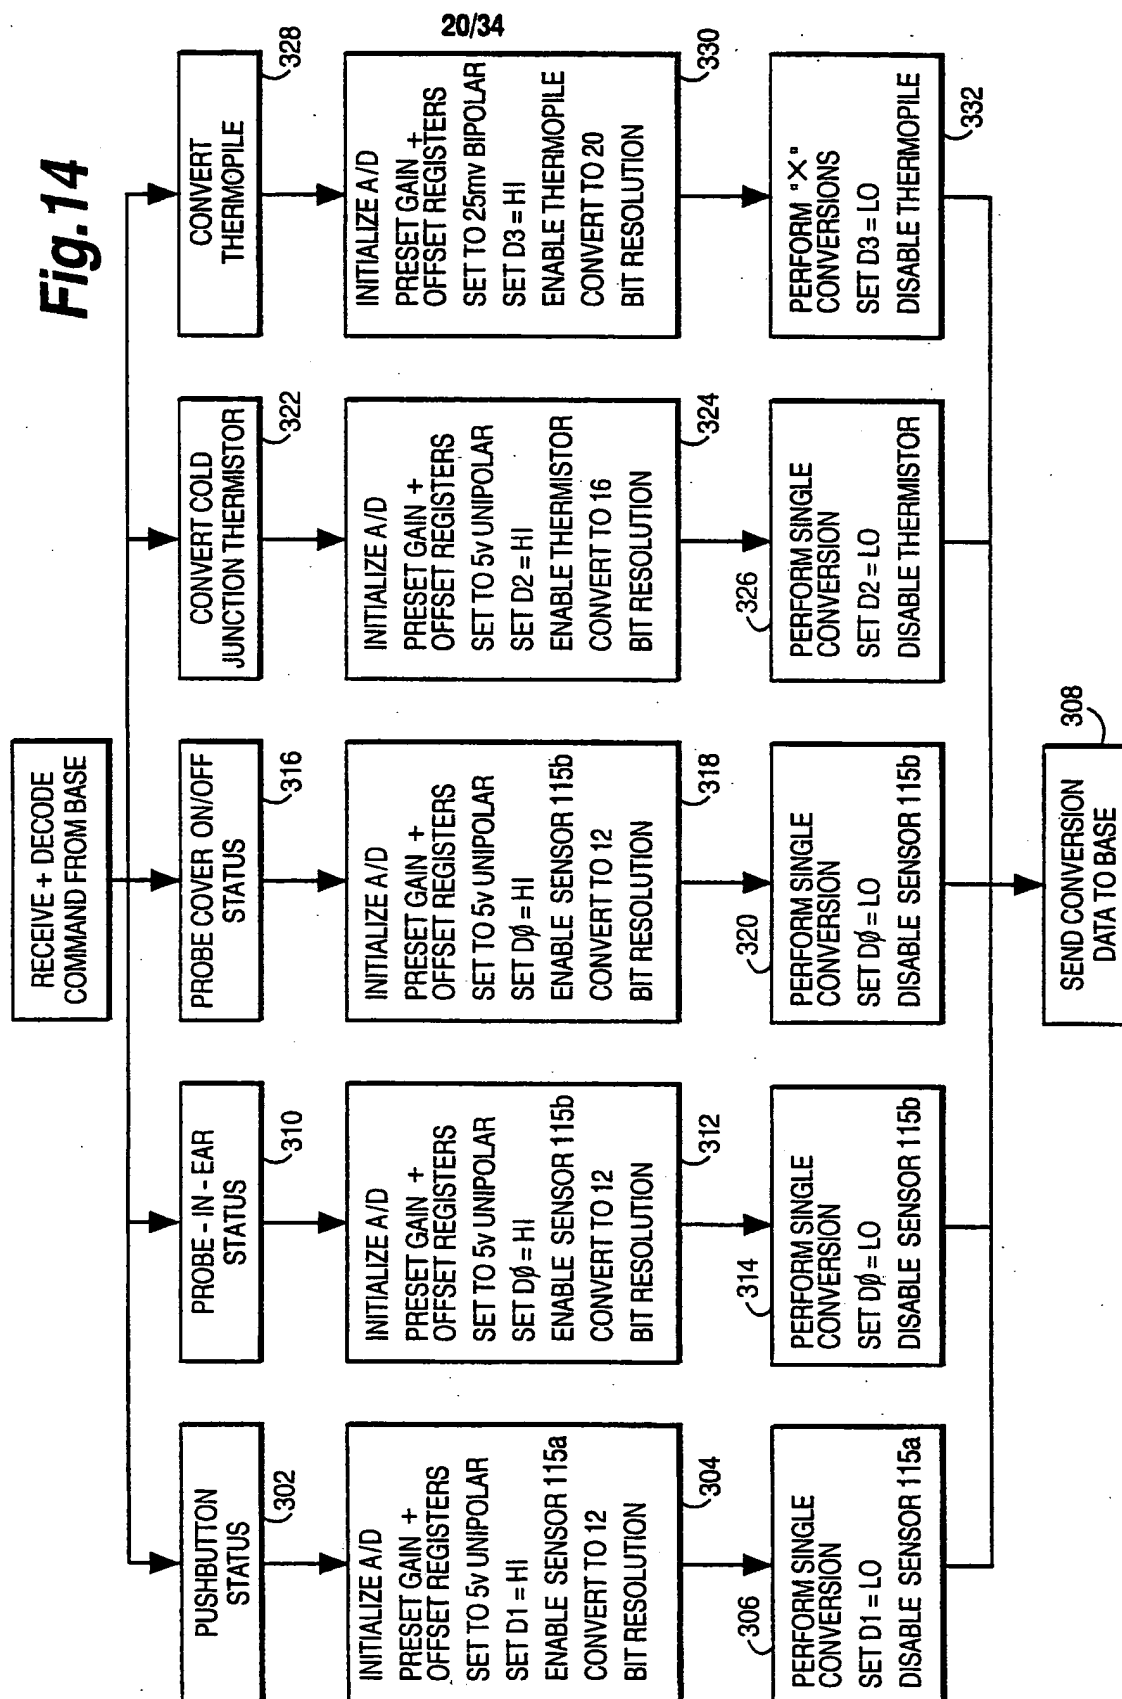 20/34
Fig.14
RECEIVE + DECODE
COMMAND FROM BASE
PUSHBUTTON
STATUS
302
INITIALIZE A/D
PRESET GAIN +
OFFSET REGISTERS
SET TO 5v UNIPOLAR
SET D1 = HI
ENABLE SENSOR 115a
CONVERT TO 12
BIT RESOLUTION
304
PERFORM SINGLE
CONVERSION
SET D1 = LO
DISABLE SENSOR 115a
306
PROBE - IN - EAR
STATUS
310
INITIALIZE A/D
PRESET GAIN +
OFFSET REGISTERS
SET TO 5v UNIPOLAR
SET DØ = HI
ENABLE SENSOR 115b
CONVERT TO 12
BIT RESOLUTION
312
PERFORM SINGLE
CONVERSION
SET DØ = LO
DISABLE SENSOR 115b
314
PROBE COVER ON/OFF
STATUS
316
INITIALIZE A/D
PRESET GAIN +
OFFSET REGISTERS
SET TO 5v UNIPOLAR
SET DØ = HI
ENABLE SENSOR 115b
CONVERT TO 12
BIT RESOLUTION
318
PERFORM SINGLE
CONVERSION
SET DØ = LO
DISABLE SENSOR 115b
320
CONVERT COLD
JUNCTION THERMISTOR
322
INITIALIZE A/D
PRESET GAIN +
OFFSET REGISTERS
SET TO 5v UNIPOLAR
SET D2 = HI
ENABLE THERMISTOR
CONVERT TO 16
BIT RESOLUTION
324
PERFORM SINGLE
CONVERSION
SET D2 = LO
DISABLE THERMISTOR
326
CONVERT
THERMOPILE
328
INITIALIZE A/D
PRESET GAIN +
OFFSET REGISTERS
SET TO 25mv BIPOLAR
SET D3 = HI
ENABLE THERMOPILE
CONVERT TO 20
BIT RESOLUTION
330
PERFORM "X"
CONVERSIONS
SET D3 = LO
DISABLE THERMOPILE
332
SEND CONVERSION
DATA TO BASE
308